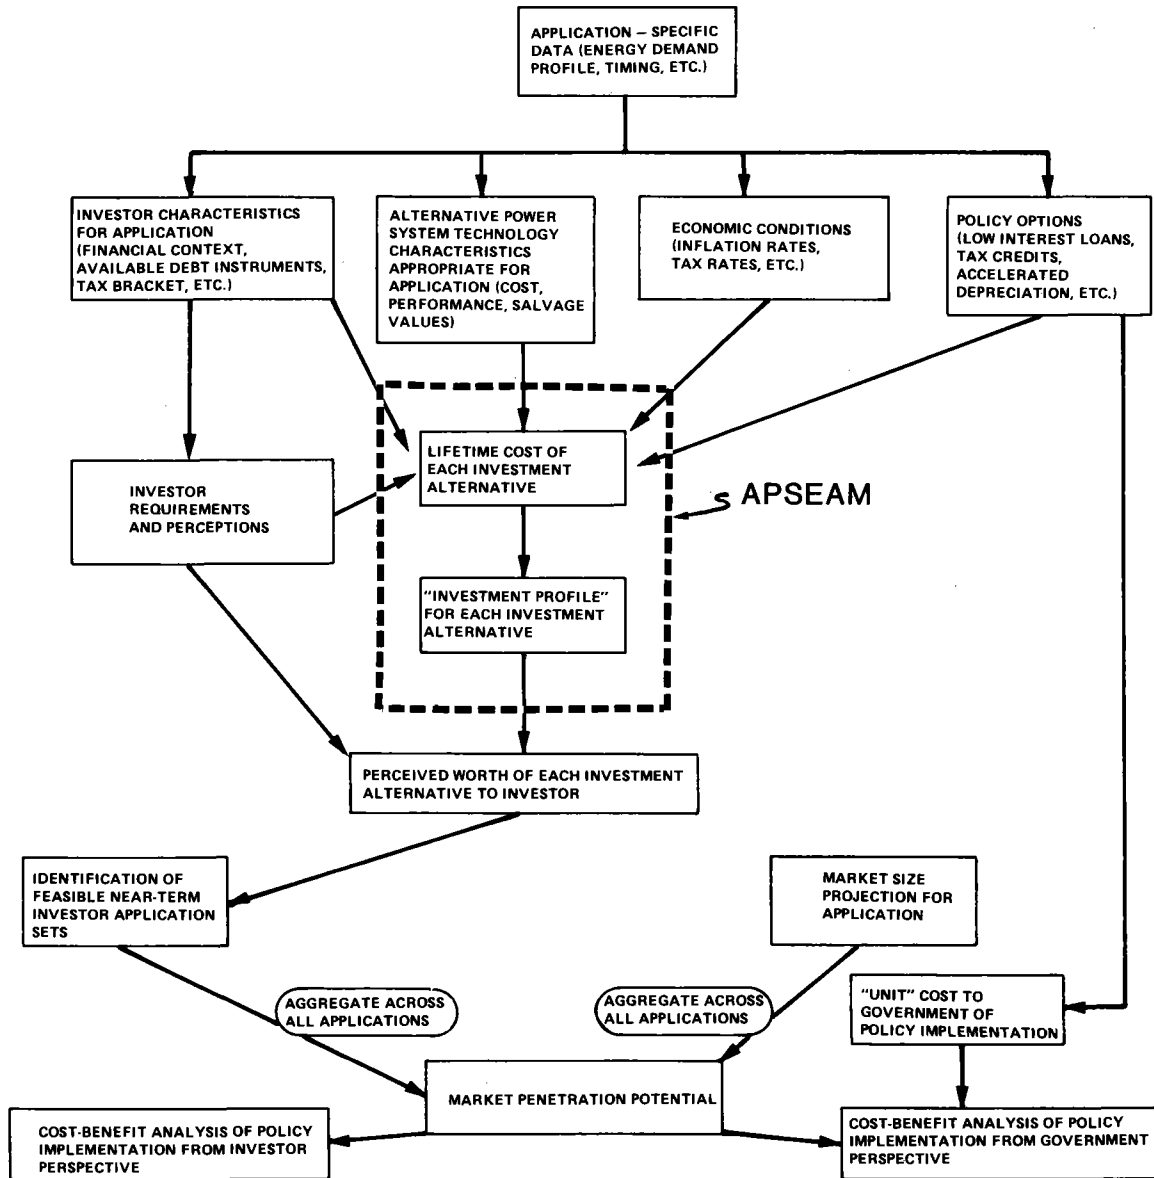 APPLICATION – SPECIFIC
DATA (ENERGY DEMAND
PROFILE, TIMING, ETC.)
INVESTOR CHARACTERISTICS
FOR APPLICATION
(FINANCIAL CONTEXT,
AVAILABLE DEBT INSTRUMENTS,
TAX BRACKET, ETC.)
ALTERNATIVE POWER
SYSTEM TECHNOLOGY
CHARACTERISTICS
APPROPRIATE FOR
APPLICATION (COST,
PERFORMANCE, SALVAGE
VALUES)
ECONOMIC CONDITIONS
(INFLATION RATES,
TAX RATES, ETC.)
POLICY OPTIONS
(LOW INTEREST LOANS,
TAX CREDITS,
ACCELERATED
DEPRECIATION, ETC.)
INVESTOR
REQUIREMENTS
AND PERCEPTIONS
LIFETIME COST OF
EACH INVESTMENT
ALTERNATIVE
APSEAM
"INVESTMENT PROFILE"
FOR EACH INVESTMENT
ALTERNATIVE
PERCEIVED WORTH OF EACH INVESTMENT
ALTERNATIVE TO INVESTOR
IDENTIFICATION OF
FEASIBLE NEAR-TERM
INVESTOR APPLICATION
SETS
MARKET SIZE
PROJECTION FOR
APPLICATION
AGGREGATE ACROSS
ALL APPLICATIONS
AGGREGATE ACROSS
ALL APPLICATIONS
"UNIT" COST TO
GOVERNMENT OF
POLICY IMPLEMENTATION
MARKET PENETRATION POTENTIAL
COST-BENEFIT ANALYSIS OF POLICY
IMPLEMENTATION FROM INVESTOR
PERSPECTIVE
COST-BENEFIT ANALYSIS OF POLICY
IMPLEMENTATION FROM GOVERNMENT
PERSPECTIVE